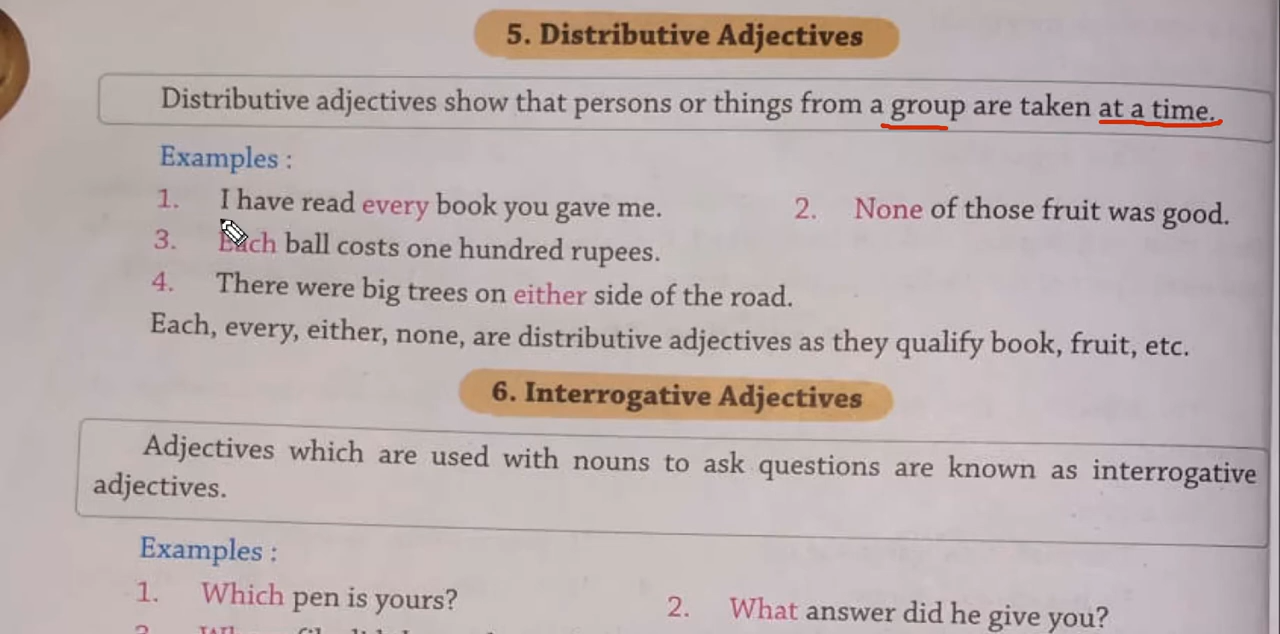 5. Distributive Adjectives
Distributive adjectives show that persons or things from a group are taken at a time.
Examples :
1. I have read every book you gave me. 2. None of those fruit was good.
3. Each ball costs one hundred rupees.
4. There were big trees on either side of the road.
Each, every, either, none, are distributive adjectives as they qualify book, fruit, etc.
6. Interrogative Adjectives
Adjectives which are used with nouns to ask questions are known as interrogative
adjectives.
Examples :
1. Which pen is yours? 2. What answer did he give you?